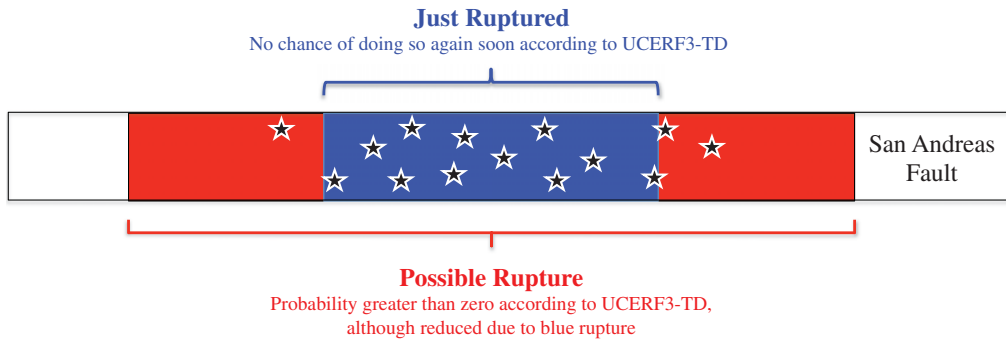 Just Ruptured
No chance of doing so again soon according to UCERF3-TD
San Andreas
Fault
Possible Rupture
Probability greater than zero according to UCERF3-TD,
although reduced due to blue rupture